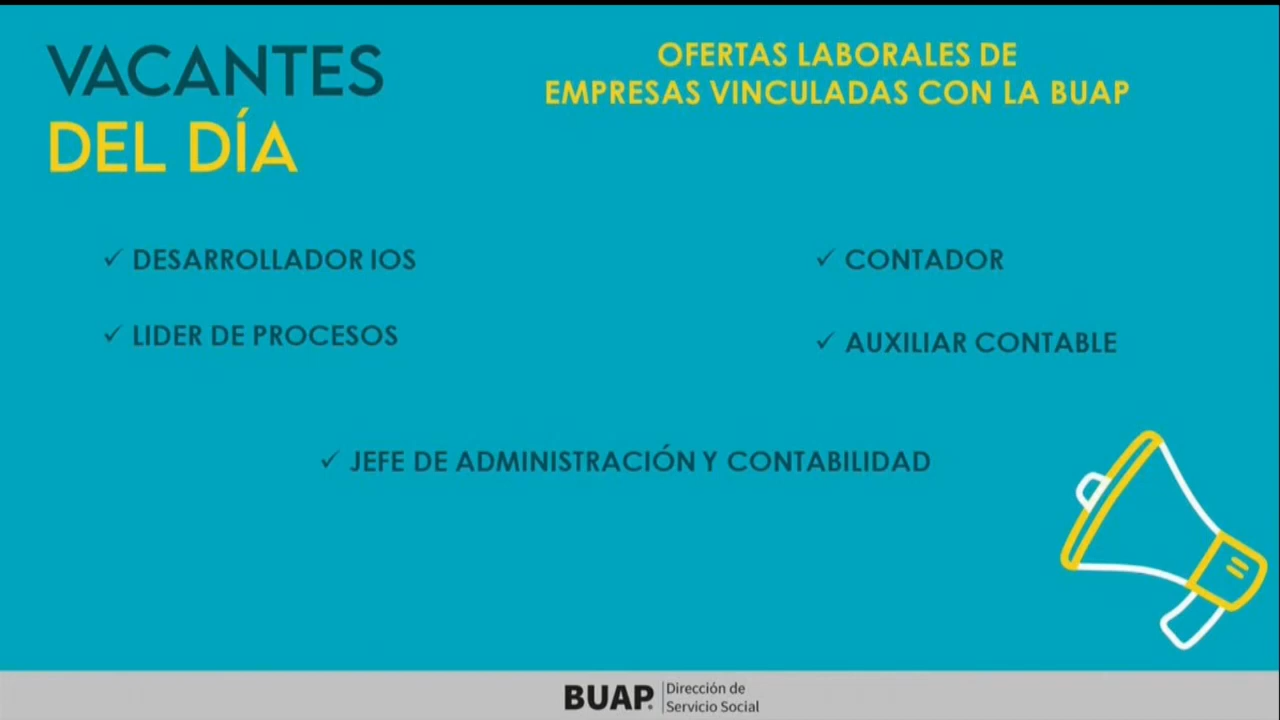 VACANTES
DEL DÍA
OFERTAS LABORALES DE
EMPRESAS VINCULADAS CON LA BUAP
✓ DESARROLLADOR IOS
✓ LIDER DE PROCESOS
✓ CONTADOR
✓ AUXILIAR CONTABLE
✓ JEFE DE ADMINISTRACIÓN Y CONTABILIDAD
BUAP.
Dirección de
Servicio Social